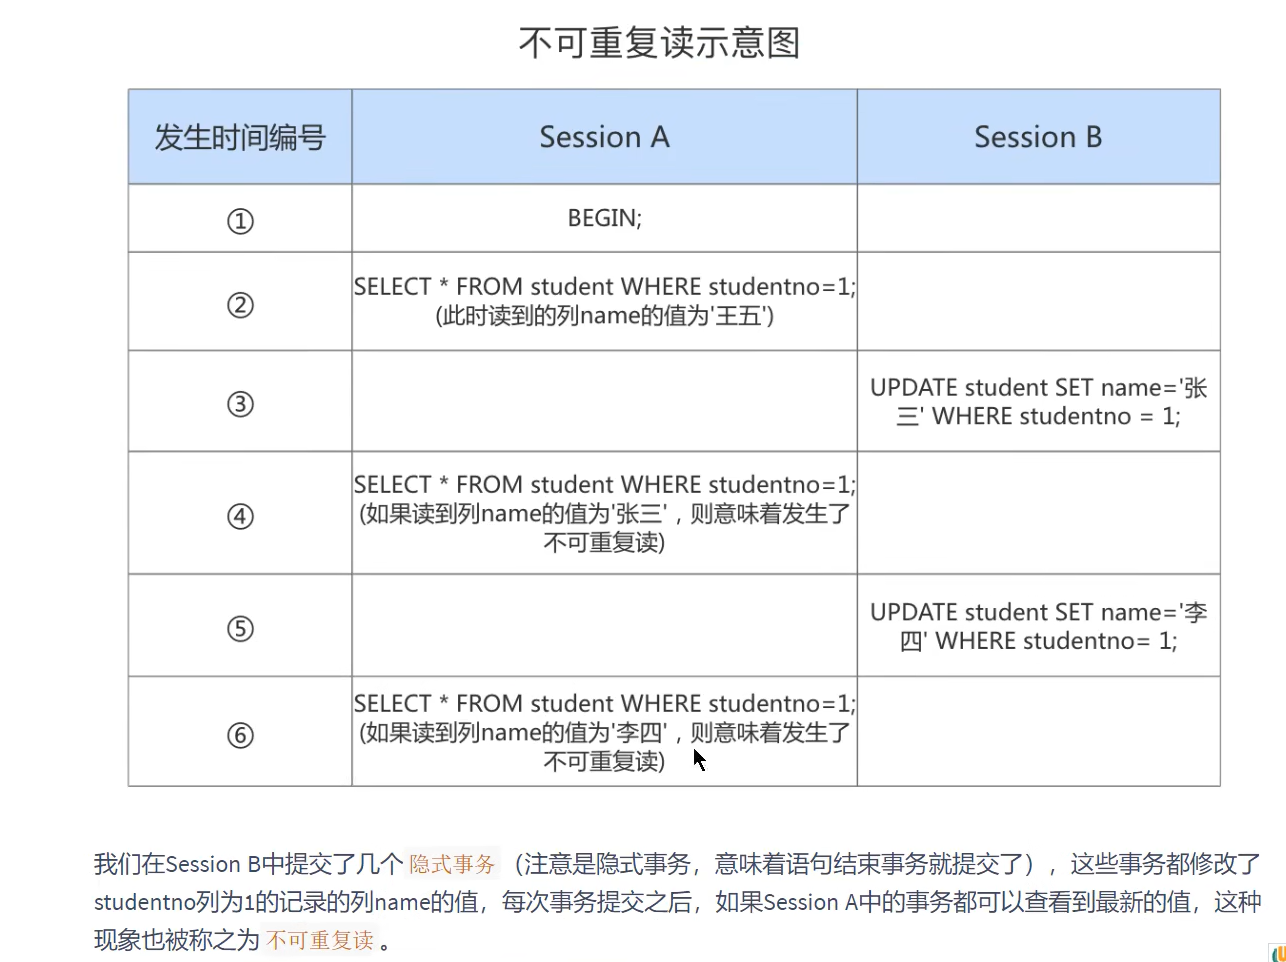 不可重复读示意图
发生时间编号 Session A Session B
① BEGIN;
② SELECT * FROM student WHERE studentno=1;
(此时读到的列name的值为'王五')
③ UPDATE student SET name='张
三' WHERE studentno = 1;
④ SELECT * FROM student WHERE studentno=1;
(如果读到列name的值为'张三'，则意味着发生了
不可重复读)
⑤ UPDATE student SET name='李
四' WHERE studentno= 1;
⑥ SELECT * FROM student WHERE studentno=1;
(如果读到列name的值为'李四'，则意味着发生了
不可重复读)
我们在Session B中提交了几个 隐式事务 （注意是隐式事务，意味着语句结束事务就提交了），这些事务都修改了
studentno列为1的记录的列name的值，每次事务提交之后，如果Session A中的事务都可以查看到最新的值，这种
现象也被称之为 不可重复读 。